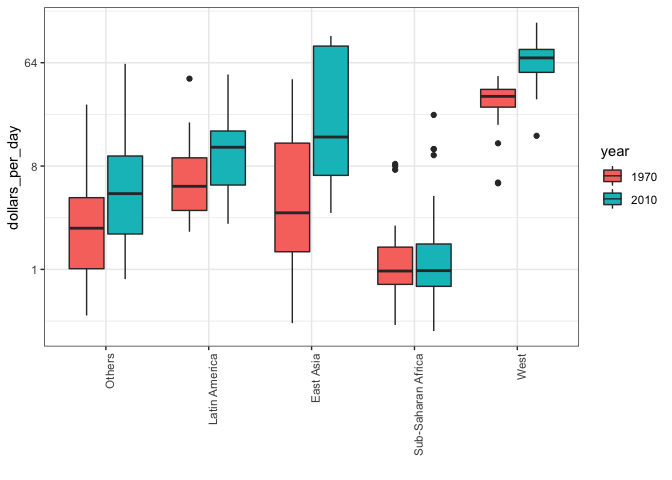 64
8
1
dollars_per_day
Others
Latin America
East Asia
Sub-Saharan Africa
West
year
1970
2010